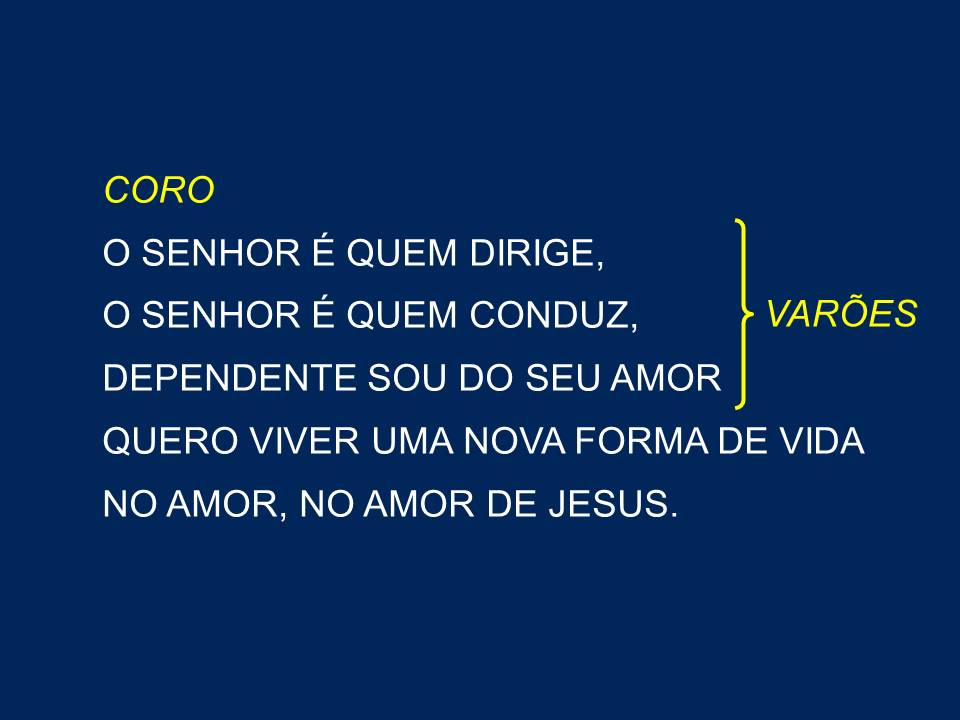 CORO
O SENHOR É QUEM DIRIGE,
O SENHOR É QUEM CONDUZ,
VARÕES
DEPENDENTE SOU DO SEU AMOR
QUERO VIVER UMA NOVA FORMA DE VIDA
NO AMOR, NO AMOR DE JESUS.